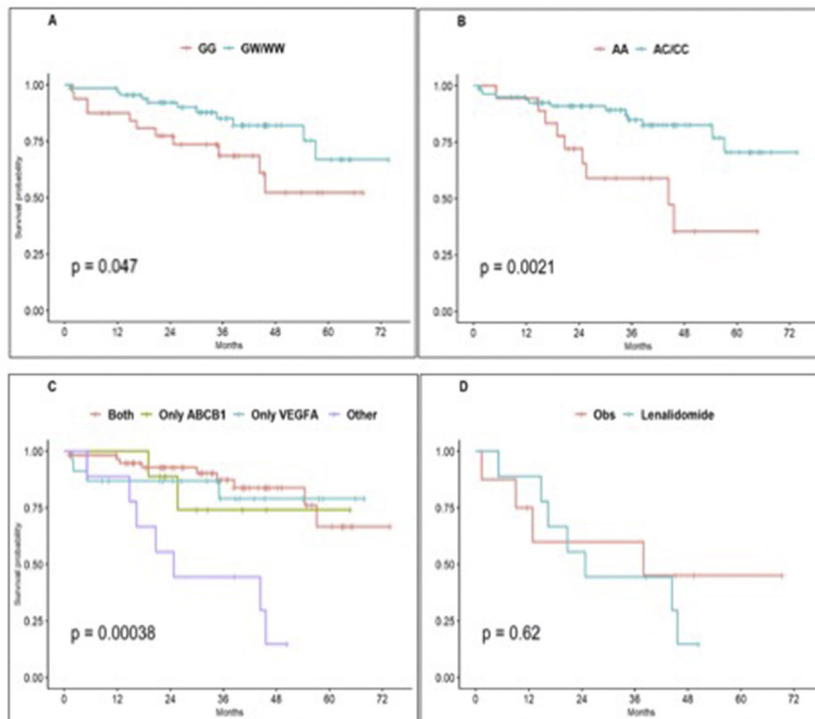 A
GG GW/WW
Survival probability
1.00
0.75
0.50
0.25
0.00
p = 0.047
0 12 24 36 48 60 72
Months
B
AA AC/CC
1.00
0.75
0.50
0.25
0.00
p = 0.0021
0 12 24 36 48 60 72
Months
C
Both Only ABCB1 Only VEGFA Other
Survival probability
1.00
0.75
0.50
0.25
0.00
p = 0.00038
0 12 24 36 48 60 72
Months
D
Obs Lenalidomide
1.00
0.75
0.50
0.25
0.00
p = 0.62
0 12 24 36 48 60 72
Months